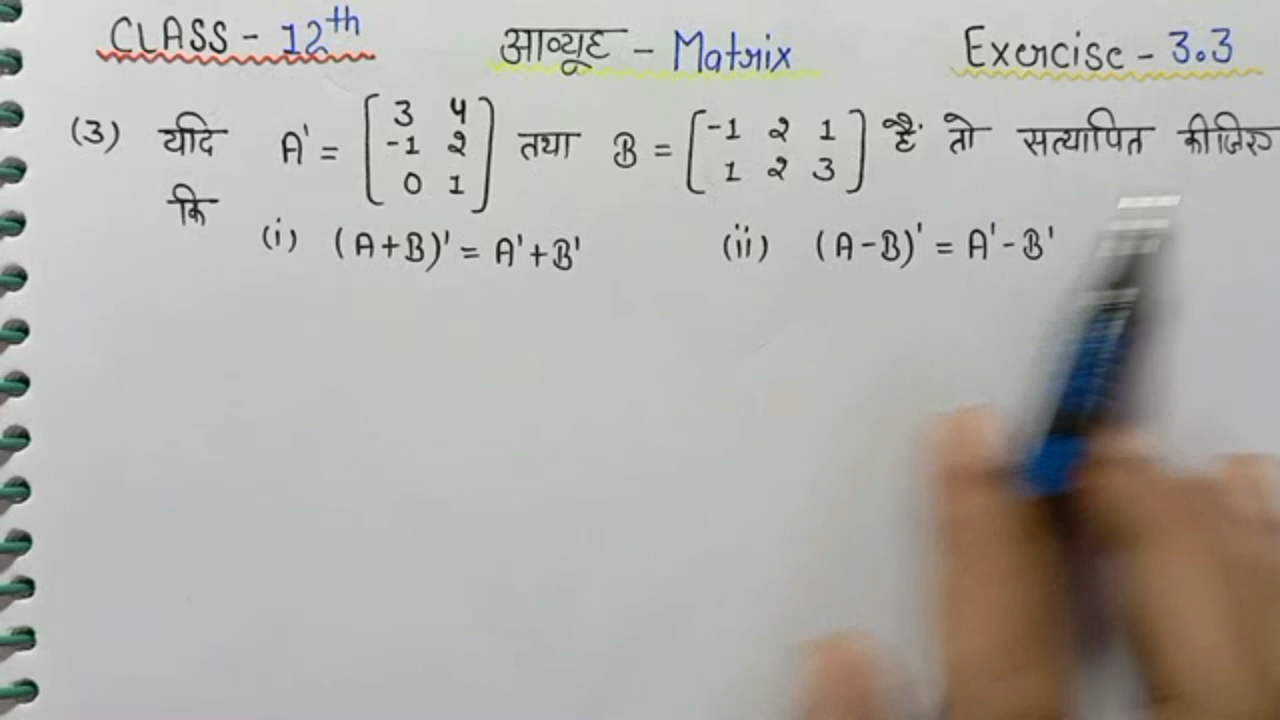 CLASS - 12th आव्यूह - Matrix Exercise - 3.3
(3) यदि A' = [3 4; -1 2; 0 1] तथा B = [-1 2 1; 1 2 3] हैं तो सत्यापित कीजिए
कि (i) (A+B)' = A'+B' (ii) (A-B)' = A'-B'